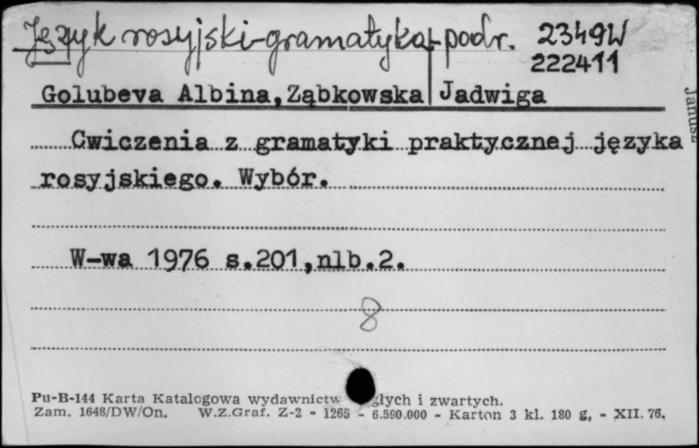 Język rosyjski-gramatyka-podr. 2349W
222411
Golubeva Albina,Ząbkowska Jadwiga
Cwiczenia z gramatyki praktycznej języka
rosyjskiego. Wybór.
W-wa 1976 s.201,nlb.2.
8
Pu-B-144 Karta Katalogowa wydawnictw i zwartych.
Zam. 1648/DW/On. W.Z.Graf. Z-2 - 1265 - 6.590.000 - Karton 3 kl. 180 g, - XII. 76.
Janusz